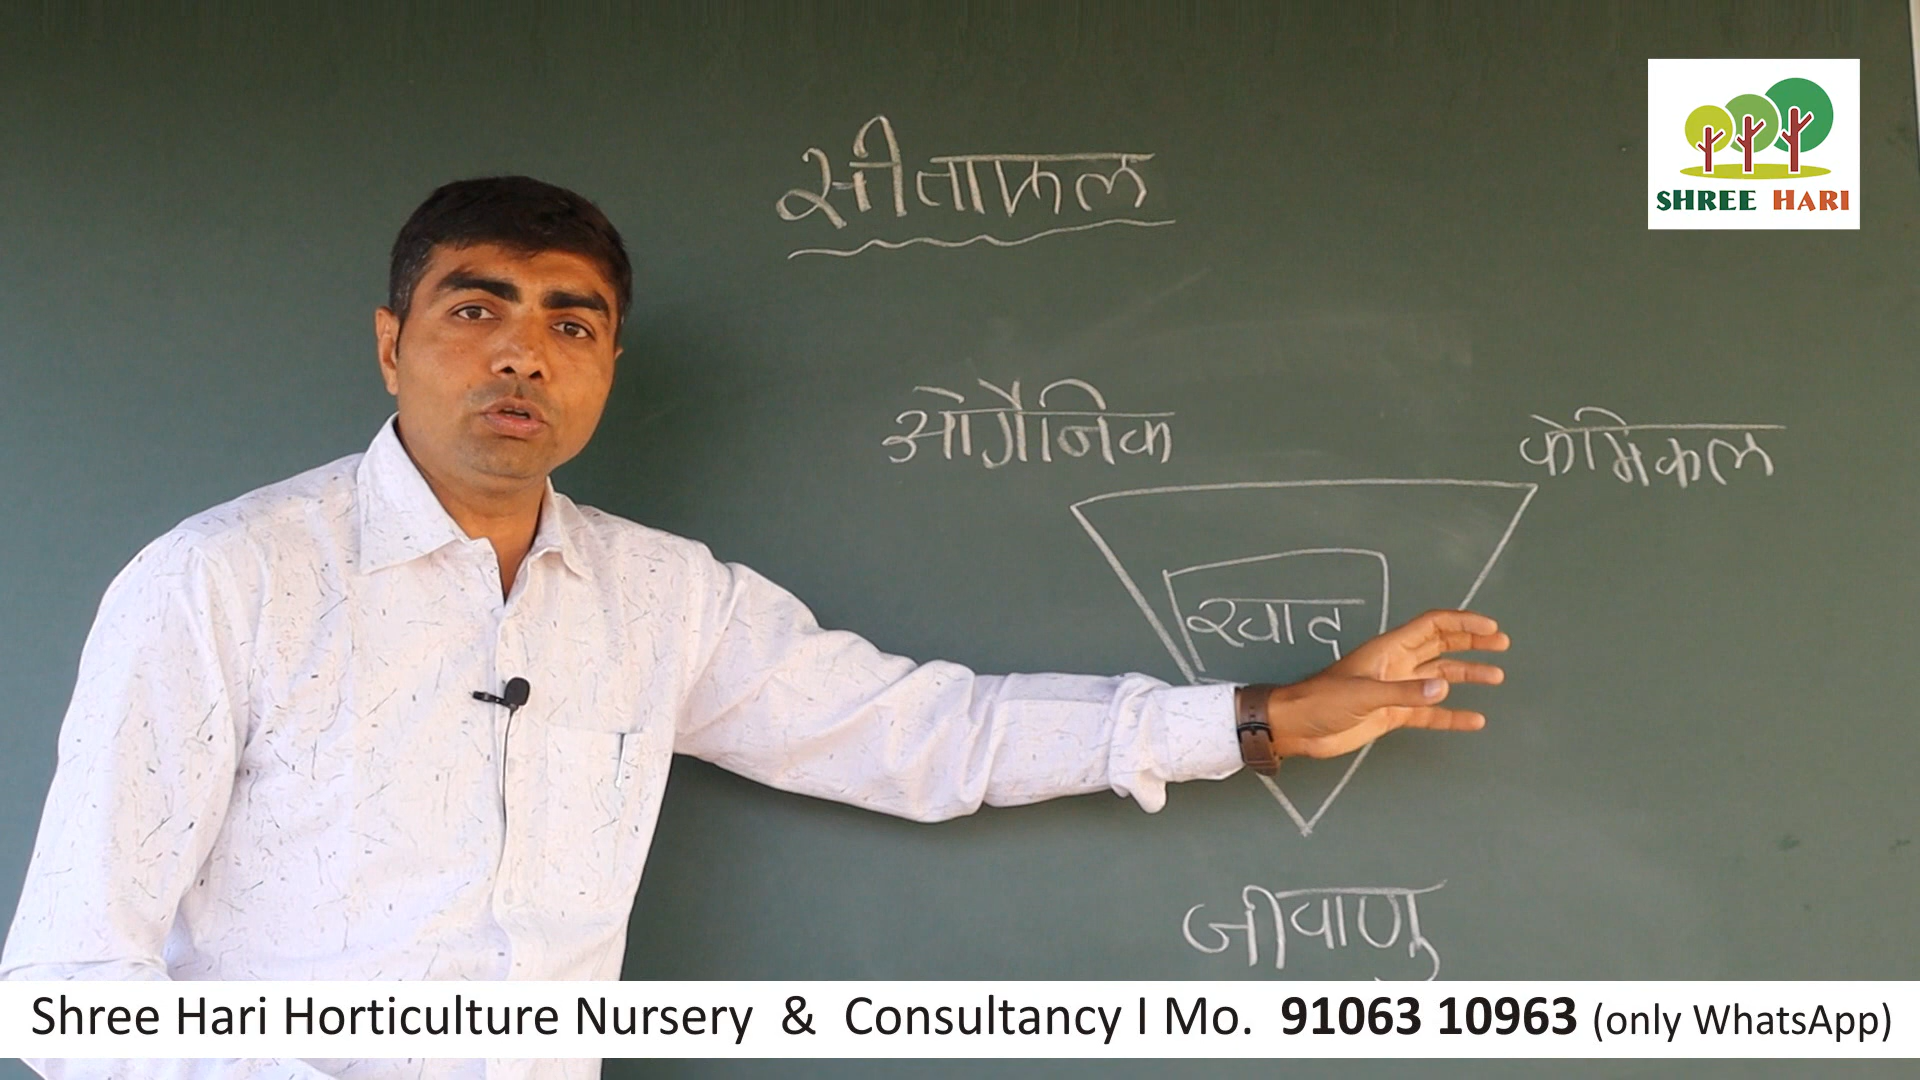 सीताफल
SHREE HARI
ओर्गैनिक
केमिकल
खाद
जीवाणु
Shree Hari Horticulture Nursery & Consultancy I Mo. 91063 10963 (only WhatsApp)